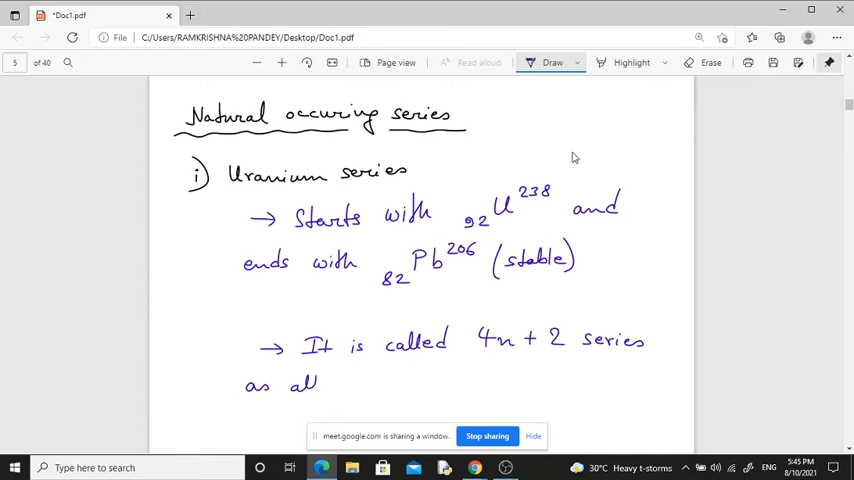 *Doc1.pdf
File
C:/Users/RAMKRISHNA%20PANDEY/Desktop/Doc1.pdf
5 of 40
Page view
Read aloud
Draw
Highlight
Erase
Natural occuring series
i) Uranium series
→ Starts with ₉₂U²³⁸ and
ends with ₈₂Pb²⁰⁶ (stable)
→ It is called 4n + 2 series
as all
meet.google.com is sharing a window.
Stop sharing
Hide
Type here to search
30°C Heavy t-storms
ENG
5:45 PM
8/10/2021